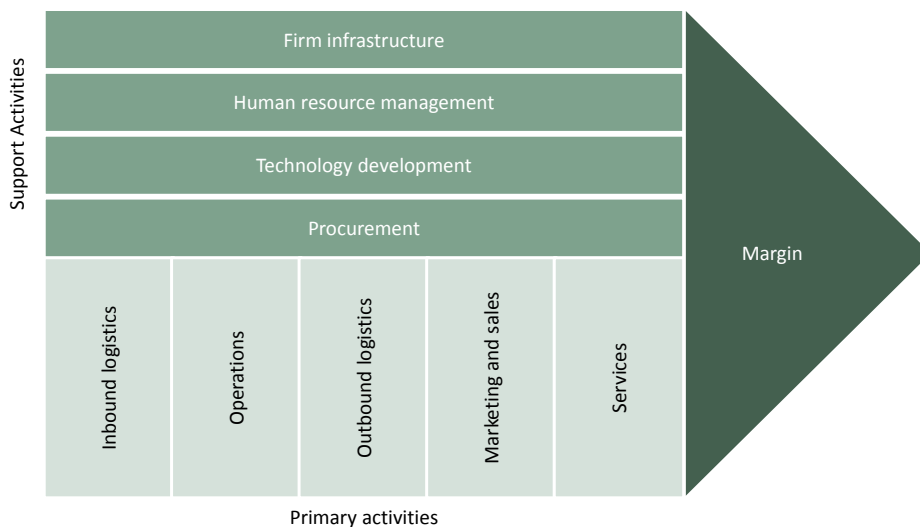 Support Activities
Firm infrastructure
Human resource management
Technology development
Procurement
Margin
Inbound logistics
Operations
Outbound logistics
Marketing and sales
Services
Primary activities